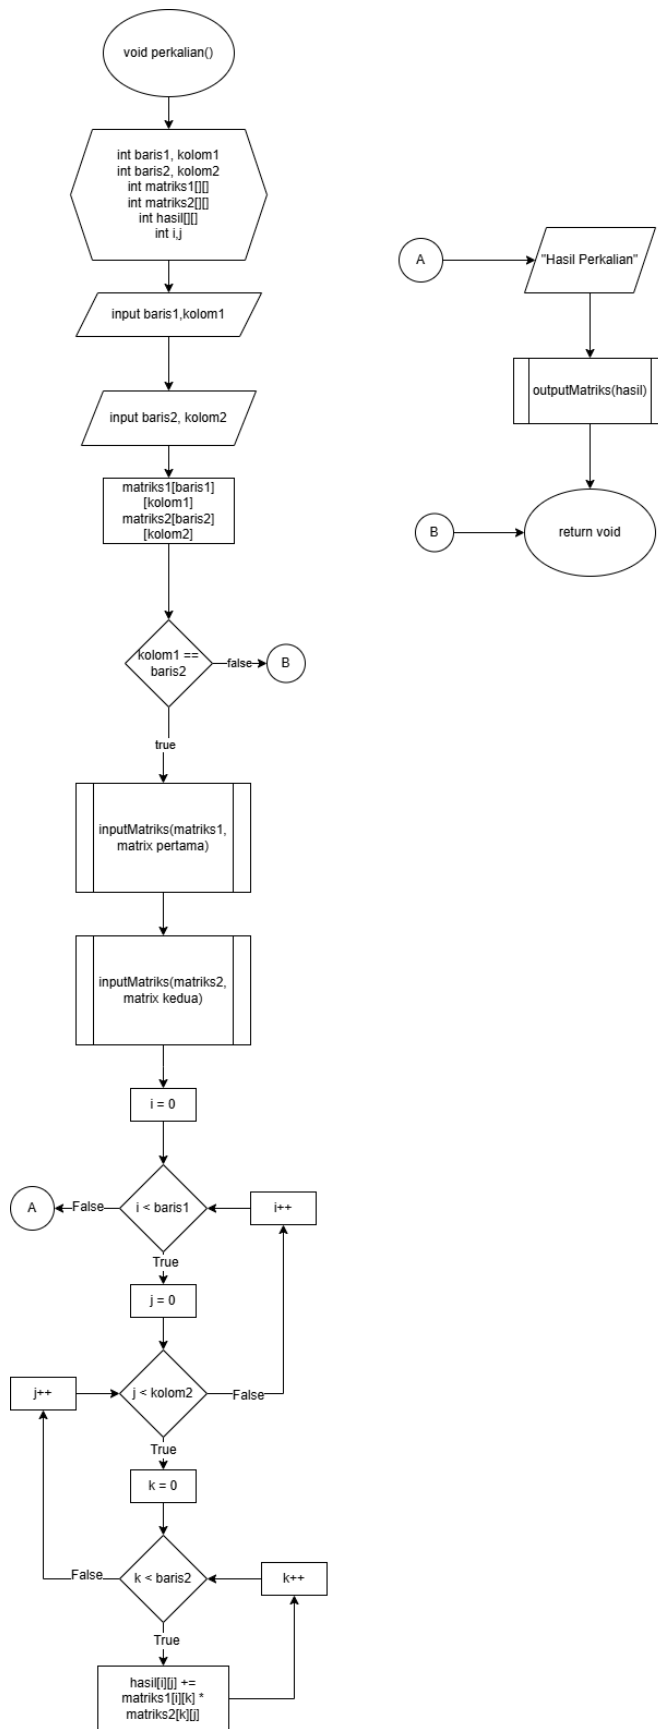 void perkalian()
int baris1, kolom1
int baris2, kolom2
int matriks1[][]
int matriks2[][]
int hasil[][]
int i,j
input baris1,kolom1
input baris2, kolom2
matriks1[baris1]
[kolom1]
matriks2[baris2]
[kolom2]
kolom1 ==
baris2
false
B
true
inputMatriks(matriks1,
matrix pertama)
inputMatriks(matriks2,
matrix kedua)
i = 0
i < baris1
False
A
i++
True
j = 0
j < kolom2
False
j++
True
k = 0
k < baris2
False
k++
True
hasil[i][j] +=
matriks1[i][k] *
matriks2[k][j]
A
"Hasil Perkalian"
outputMatriks(hasil)
B
return void